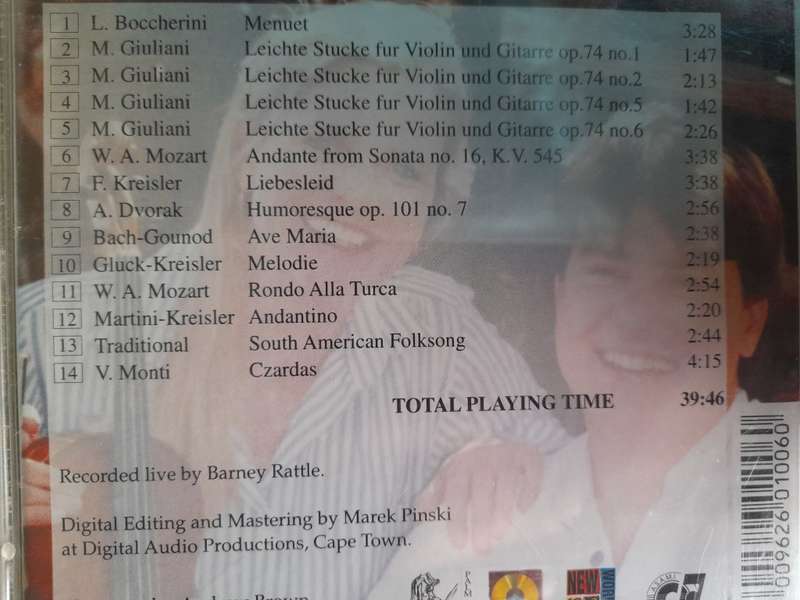 1 L. Boccherini Menuet 3:28
2 M. Giuliani Leichte Stucke fur Violin und Gitarre op.74 no.1 1:47
3 M. Giuliani Leichte Stucke fur Violin und Gitarre op.74 no.2 2:13
4 M. Giuliani Leichte Stucke fur Violin und Gitarre op.74 no.5 1:42
5 M. Giuliani Leichte Stucke fur Violin und Gitarre op.74 no.6 2:26
6 W. A. Mozart Andante from Sonata no. 16, K.V. 545 3:38
7 F. Kreisler Liebesleid 3:38
8 A. Dvorak Humoresque op. 101 no. 7 2:56
9 Bach-Gounod Ave Maria 2:38
10 Gluck-Kreisler Melodie 2:19
11 W. A. Mozart Rondo Alla Turca 2:54
12 Martini-Kreisler Andantino 2:20
13 Traditional South American Folksong 2:44
14 V. Monti Czardas 4:15
TOTAL PLAYING TIME 39:46
Recorded live by Barney Rattle.
Digital Editing and Mastering by Marek Pinski
at Digital Audio Productions, Cape Town.
Brown
009626010060
PALM
NEW
WORLD